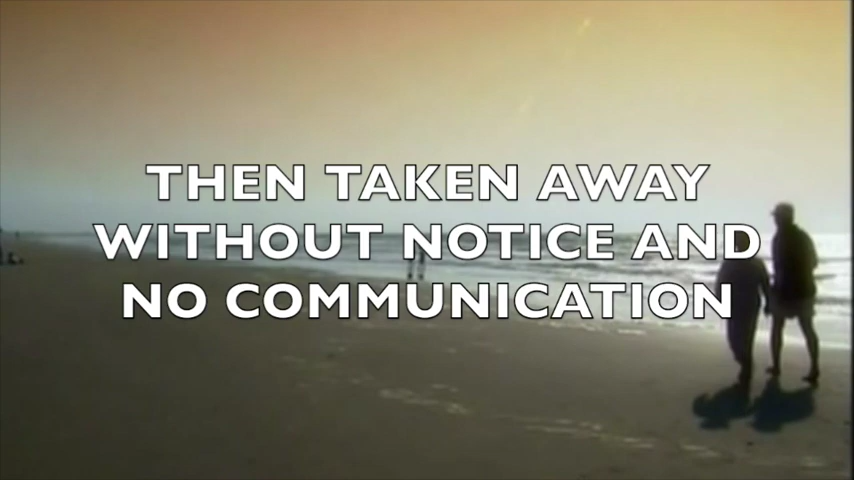 THEN TAKEN AWAY
WITHOUT NOTICE AND
NO COMMUNICATION